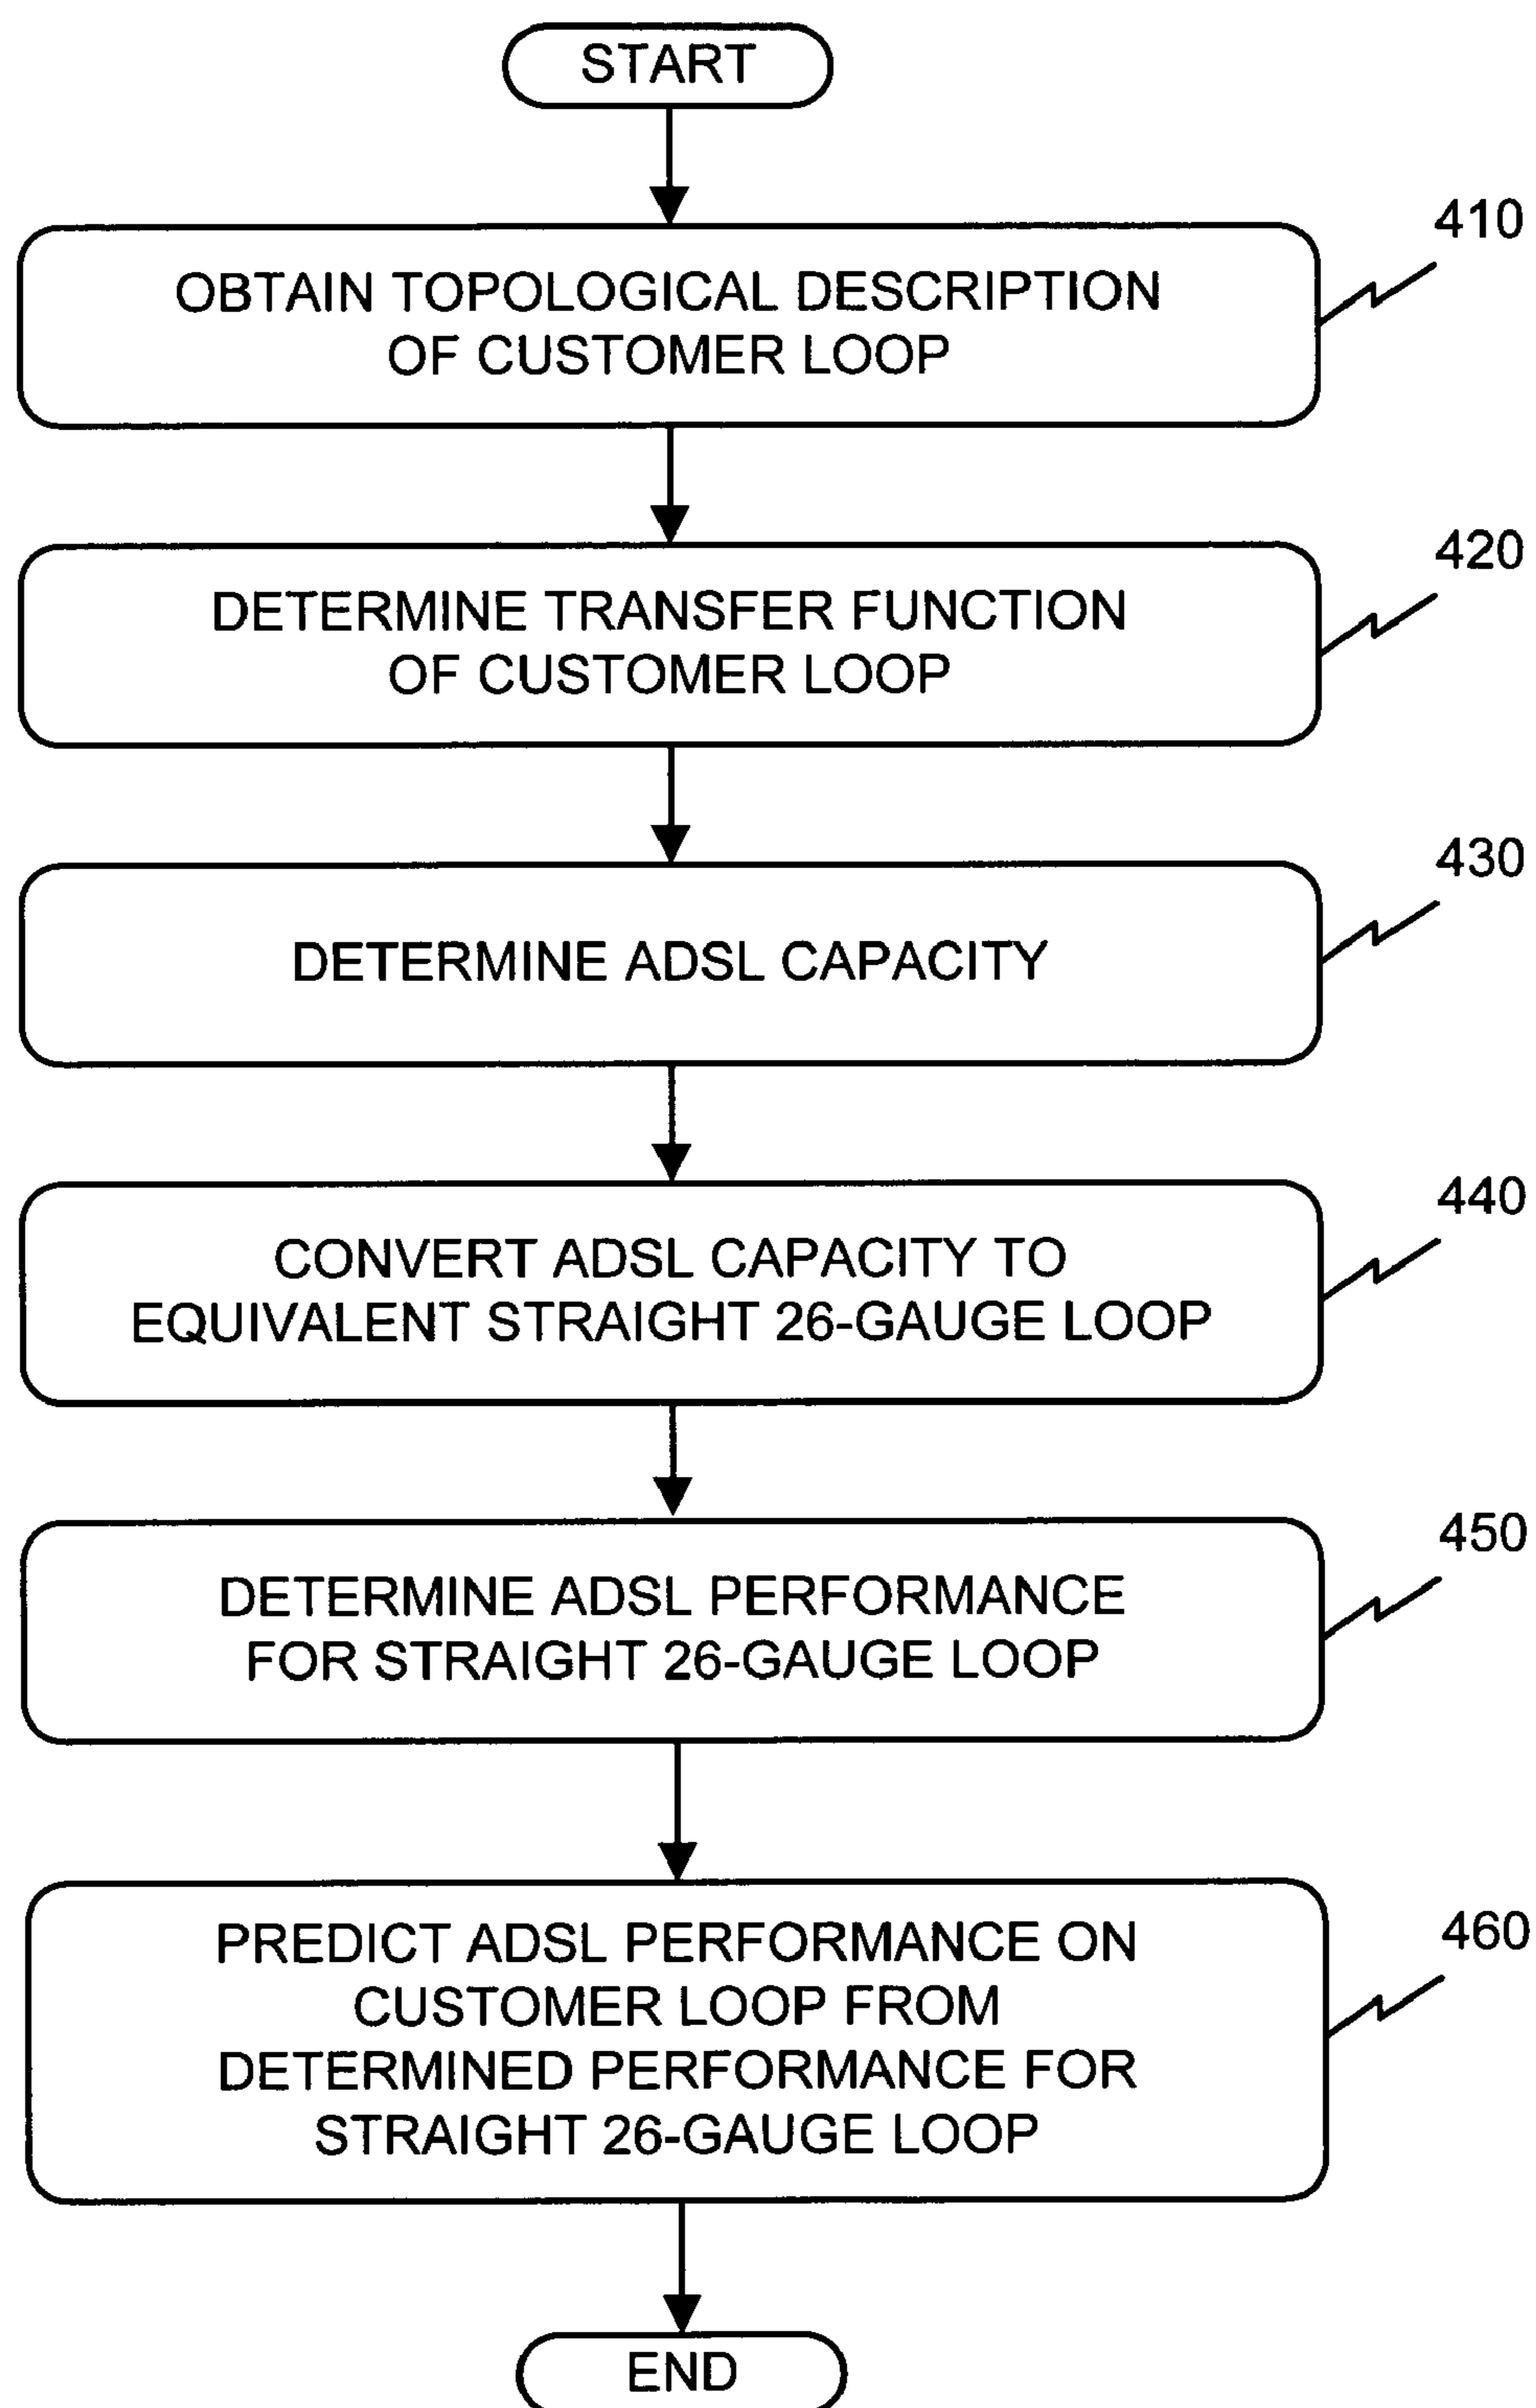 START
410
OBTAIN TOPOLOGICAL DESCRIPTION
OF CUSTOMER LOOP
420
DETERMINE TRANSFER FUNCTION
OF CUSTOMER LOOP
430
DETERMINE ADSL CAPACITY
440
CONVERT ADSL CAPACITY TO
EQUIVALENT STRAIGHT 26-GAUGE LOOP
450
DETERMINE ADSL PERFORMANCE
FOR STRAIGHT 26-GAUGE LOOP
460
PREDICT ADSL PERFORMANCE ON
CUSTOMER LOOP FROM
DETERMINED PERFORMANCE FOR
STRAIGHT 26-GAUGE LOOP
END